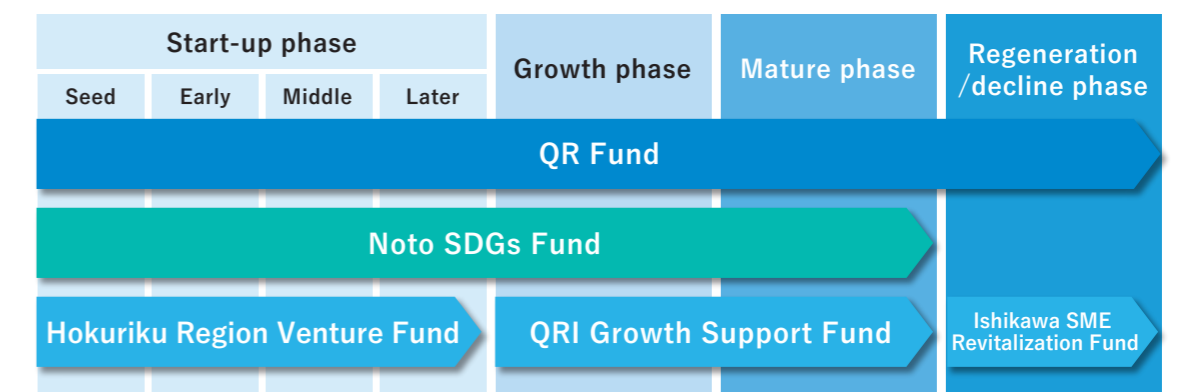 Start-up phase
Seed
Early
Middle
Later
Growth phase
Mature phase
Regeneration
/decline phase
QR Fund
Noto SDGs Fund
Hokuriku Region Venture Fund
QRI Growth Support Fund
Ishikawa SME
Revitalization Fund